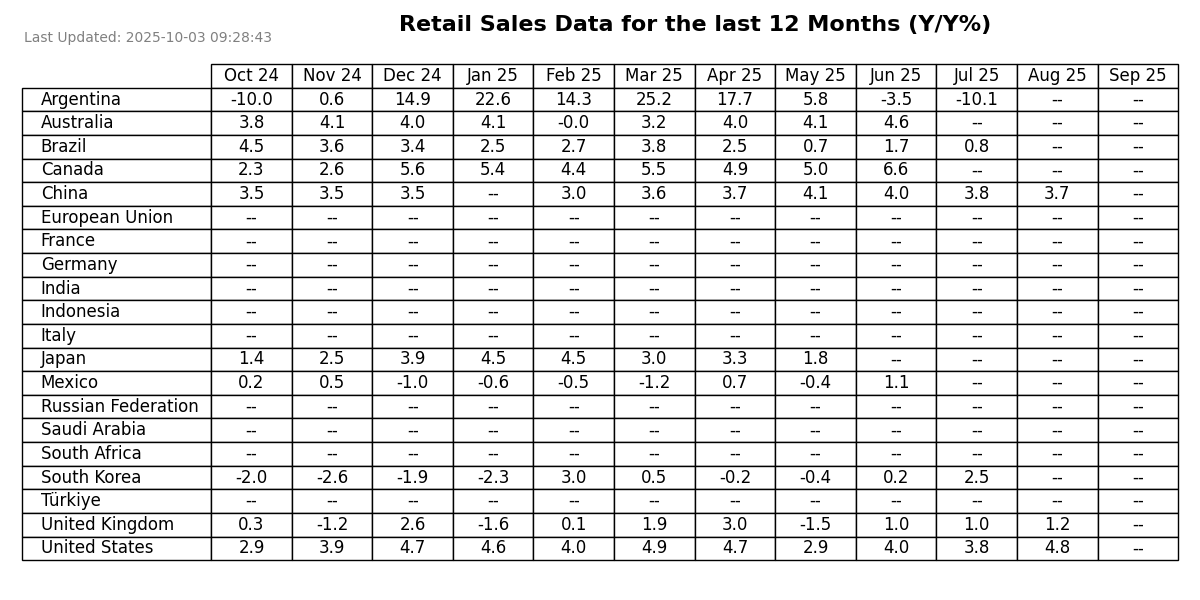 Retail Sales Data for the last 12 Months (Y/Y%)
Last Updated: 2025-10-03 09:28:43
Oct 24 Nov 24 Dec 24 Jan 25 Feb 25 Mar 25 Apr 25 May 25 Jun 25 Jul 25 Aug 25 Sep 25
Argentina -10.0 0.6 14.9 22.6 14.3 25.2 17.7 5.8 -3.5 -10.1 -- --
Australia 3.8 4.1 4.0 4.1 -0.0 3.2 4.0 4.1 4.6 -- -- --
Brazil 4.5 3.6 3.4 2.5 2.7 3.8 2.5 0.7 1.7 0.8 -- --
Canada 2.3 2.6 5.6 5.4 4.4 5.5 4.9 5.0 6.6 -- -- --
China 3.5 3.5 3.5 -- 3.0 3.6 3.7 4.1 4.0 3.8 3.7 --
European Union -- -- -- -- -- -- -- -- -- -- -- --
France -- -- -- -- -- -- -- -- -- -- -- --
Germany -- -- -- -- -- -- -- -- -- -- -- --
India -- -- -- -- -- -- -- -- -- -- -- --
Indonesia -- -- -- -- -- -- -- -- -- -- -- --
Italy -- -- -- -- -- -- -- -- -- -- -- --
Japan 1.4 2.5 3.9 4.5 4.5 3.0 3.3 1.8 -- -- -- --
Mexico 0.2 0.5 -1.0 -0.6 -0.5 -1.2 0.7 -0.4 1.1 -- -- --
Russian Federation -- -- -- -- -- -- -- -- -- -- -- --
Saudi Arabia -- -- -- -- -- -- -- -- -- -- -- --
South Africa -- -- -- -- -- -- -- -- -- -- -- --
South Korea -2.0 -2.6 -1.9 -2.3 3.0 0.5 -0.2 -0.4 0.2 2.5 -- --
Türkiye -- -- -- -- -- -- -- -- -- -- -- --
United Kingdom 0.3 -1.2 2.6 -1.6 0.1 1.9 3.0 -1.5 1.0 1.0 1.2 --
United States 2.9 3.9 4.7 4.6 4.0 4.9 4.7 2.9 4.0 3.8 4.8 --